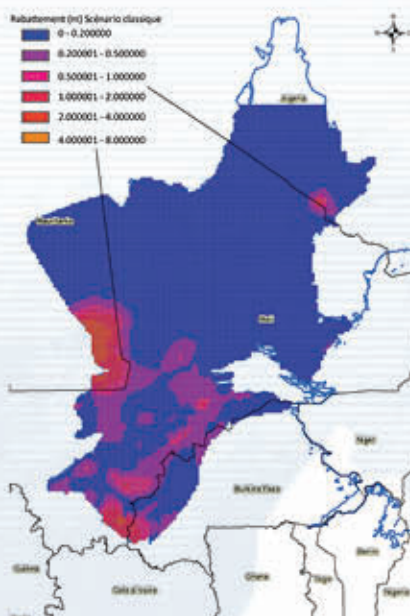 Rabattement (m) Scénario classique
0 - 0.200000
0.200001 - 0.500000
0.500001 - 1.000000
1.000001 - 2.000000
2.000001 - 4.000000
4.000001 - 8.000000
Algeria
Mauritania
Mali
Niger
Burkina Faso
Benin
Guinea
Ghana
Togo
Cote d'Ivoire
Nigeria